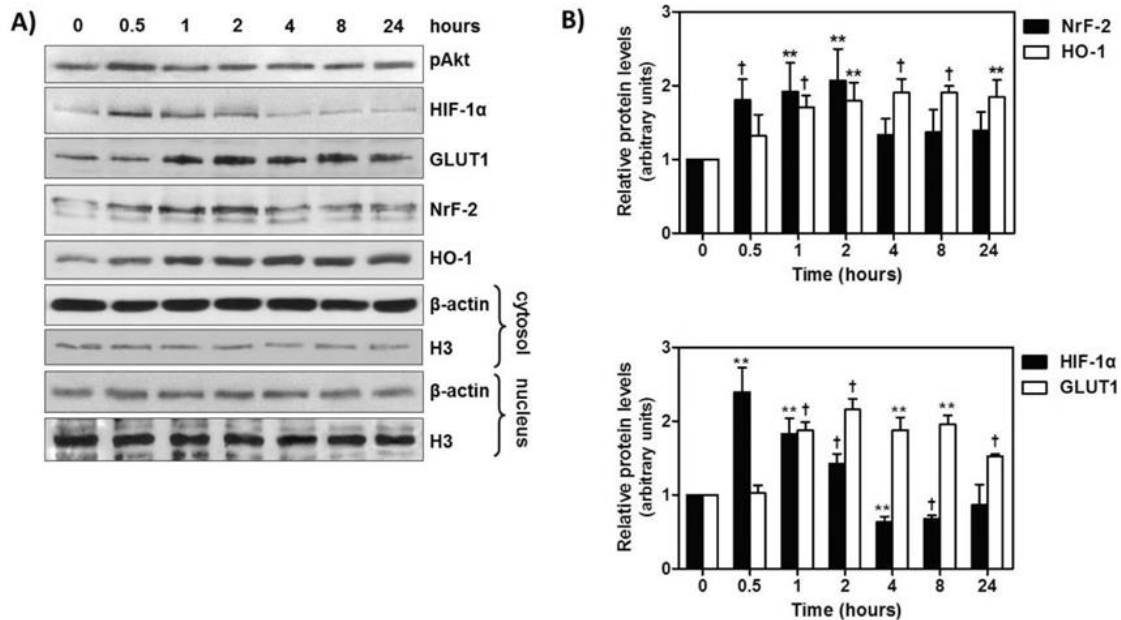 A)
0 0.5 1 2 4 8 24 hours
pAkt
HIF-1α
GLUT1
NrF-2
HO-1
β-actin
H3
cytosol
β-actin
H3
nucleus
B)
NrF-2
HO-1
Relative protein levels
(arbitrary units)
3
2
1
0
† ** † ** ** † † **
0 0.5 1 2 4 8 24
Time (hours)
HIF-1α
GLUT1
Relative protein levels
(arbitrary units)
3
2
1
0
** ** † † † ** ** † ** †
0 0.5 1 2 4 8 24
Time (hours)